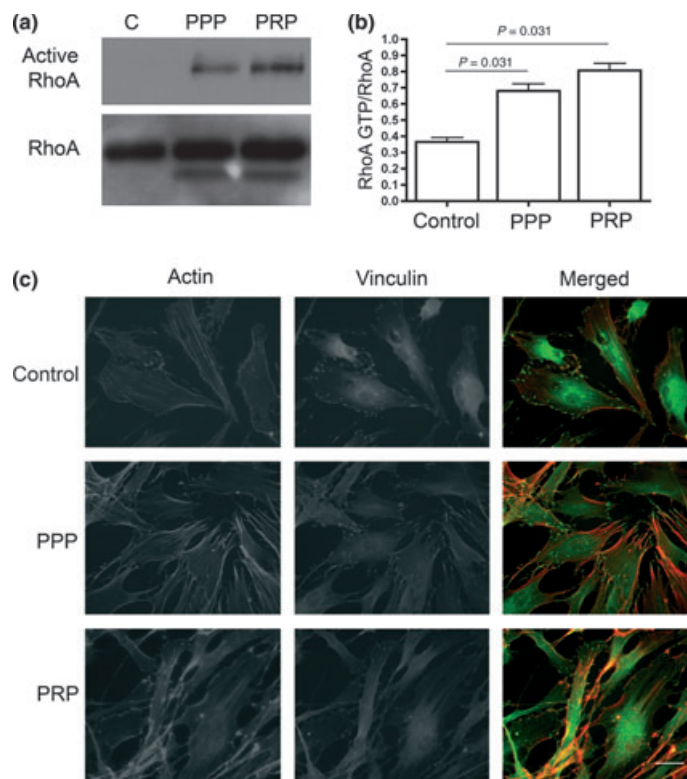 (a)
C PPP PRP
Active
RhoA
RhoA
(b)
P = 0.031
P = 0.031
RhoA GTP/RhoA
1.0
0.9
0.8
0.7
0.6
0.5
0.4
0.3
0.2
0.1
0.0
Control PPP PRP
(c)
Actin Vinculin Merged
Control
PPP
PRP